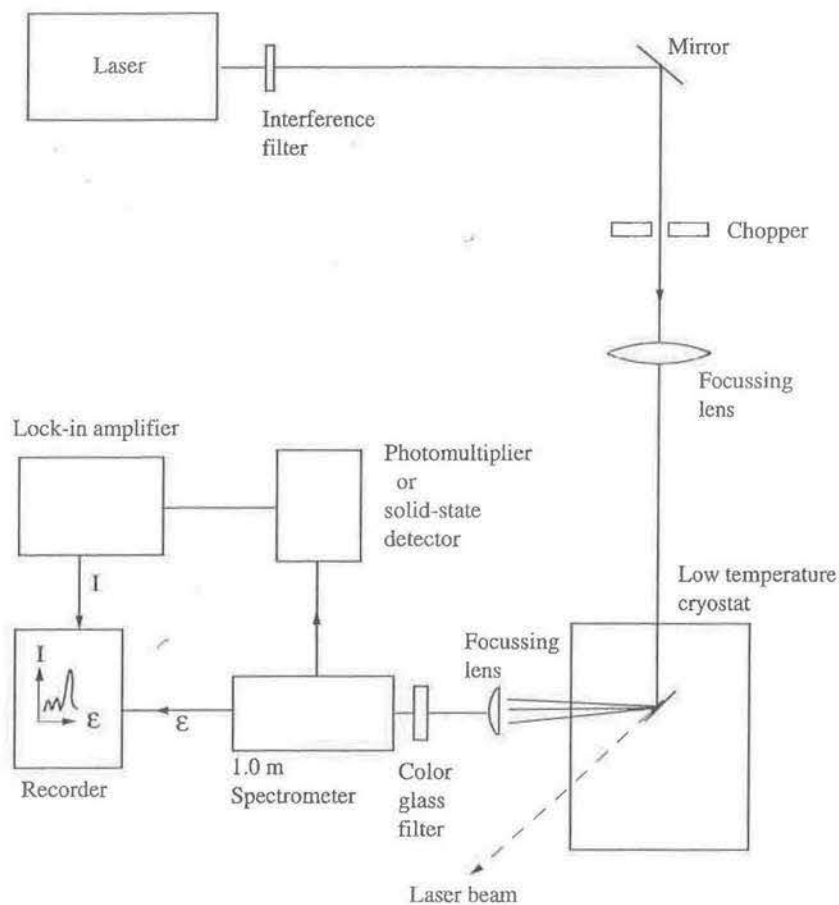 Laser
Mirror
Interference
filter
Chopper
Focussing
lens
Lock-in amplifier
Photomultiplier
or
solid-state
detector
Low temperature
cryostat
I
Focussing
lens
I
ε
ε
Recorder
1.0 m
Spectrometer
Color
glass
filter
Laser beam